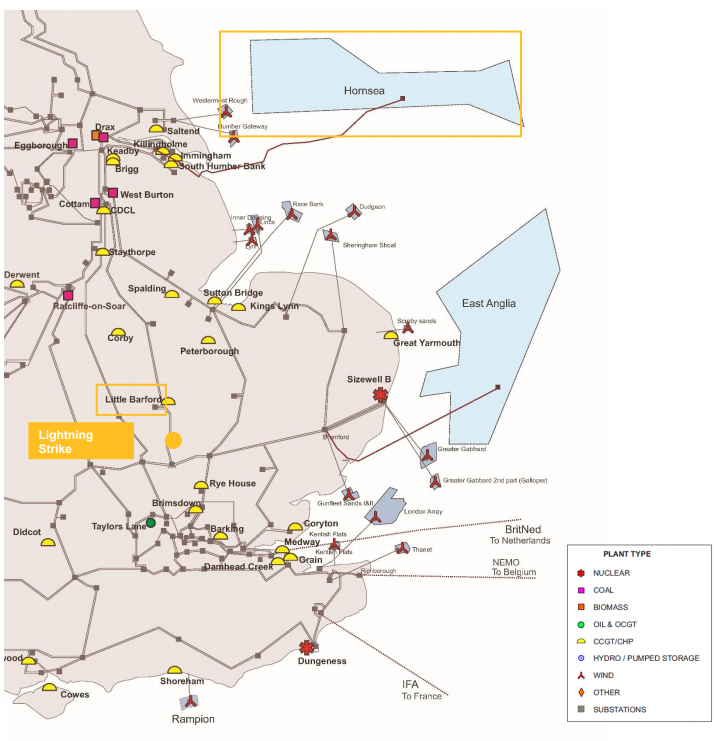 Hornsea
Westermost Rough
Humber Gateway
Drax
Saltend
Eggborough
Killingholme
Keadby
Immingham
Brigg
South Humber Bank
West Burton
Cottam
CDCL
Race Bank
Dudgeon
Inner Dowsing
Lincs
Lynn
Sheringham Shoal
Staythorpe
Derwent
Spalding
Sutton Bridge
Kings Lynn
East Anglia
Ratcliffe-on-Soar
Scroby sands
Corby
Great Yarmouth
Peterborough
Sizewell B
Little Barford
Lightning
Strike
Bramford
Greater Gabbard
Rye House
Greater Gabbard 2nd part (Galloper)
Brimsdown
Gunfleet Sands I&II
London Array
Taylors Lane
Barking
Coryton
BritNed
To Netherlands
Didcot
Kentish Flats
Medway
Kentish Flats
Thanet
Grain
Damhead Creek
Richborough
NEMO
To Belgium
PLANT TYPE
NUCLEAR
COAL
BIOMASS
OIL & OCGT
CCGT/CHP
HYDRO / PUMPED STORAGE
WIND
OTHER
SUBSTATIONS
wood
Dungeness
Shoreham
IFA
To France
Cowes
Rampion